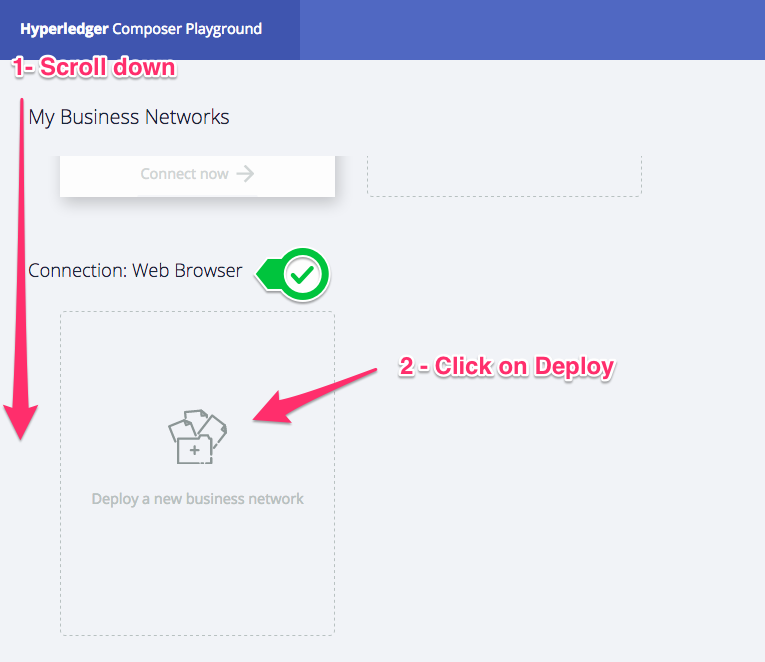 Hyperledger Composer Playground
1- Scroll down
My Business Networks
Connect now
Connection: Web Browser
2 - Click on Deploy
Deploy a new business network